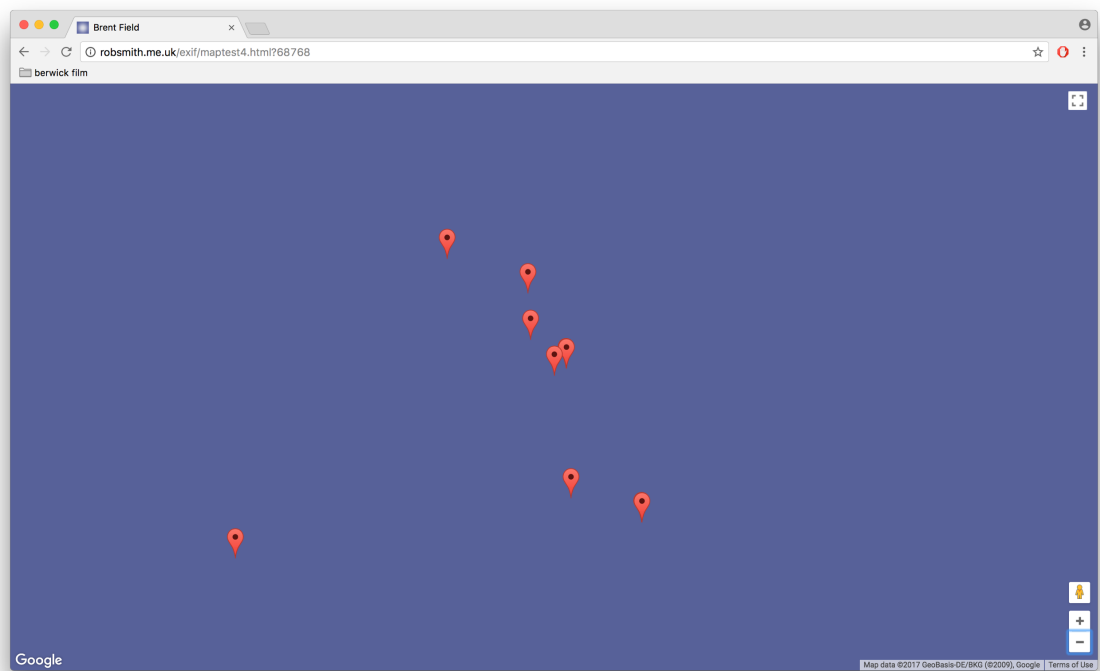 Brent Field
robsmith.me.uk/exif/maptest4.html?68768
berwick film
Google
Map data ©2017 GeoBasis-DE/BKG (©2009), Google Terms of Use